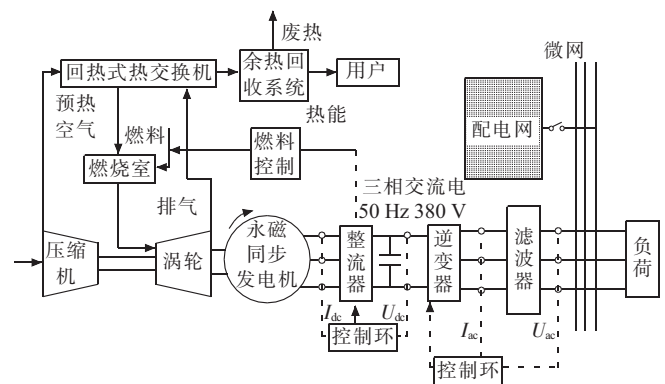 废热
微网
回热式热交换机
余热回
收系统
用户
预热
空气
热能
燃料
燃料
控制
配电网
燃烧室
三相交流电
50 Hz 380 V
排气
压缩
机
涡轮
永磁
同步
发电机
整
流
器
逆
变
器
滤
波
器
负
荷
Idc
Udc
Iac
Uac
控制环
控制环